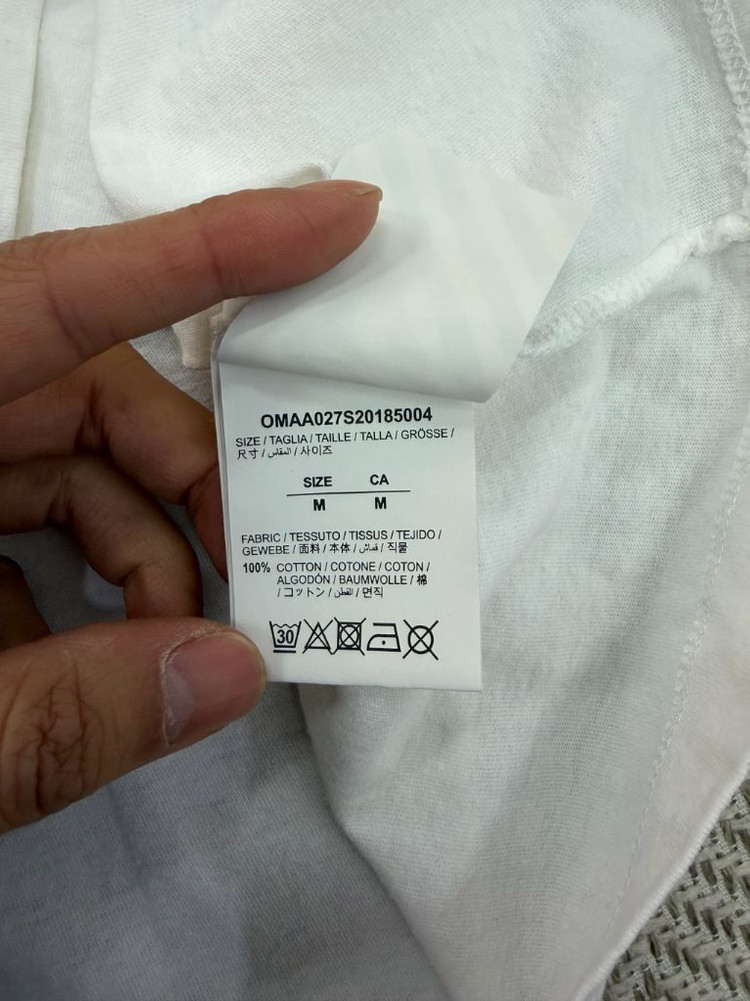 OMAA027S20185004
SIZE / TAGLIA / TAILLE / TALLA / GRÖSSE /
尺寸 / المقاس / 사이즈
SIZE CA
M M
FABRIC / TESSUTO / TISSUS / TEJIDO /
GEWEBE / 面料 / 本体 / قماش / 직물
100% COTTON / COTONE / COTON /
ALGODÓN / BAUMWOLLE / 棉
/ コットン / القطن / 면직
30